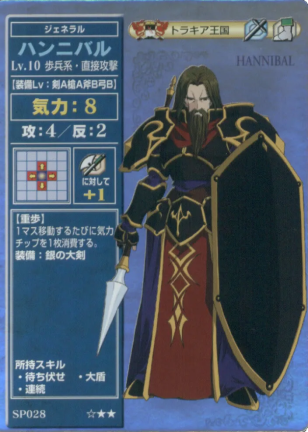 ジェネラル
ハンニバル
Lv.10 歩兵系・直接攻撃
【装備Lv：剣A槍A斧B弓B】
気力：8
攻：4／反：2
に対して
+1
【重歩】
1マス移動するたびに気力
チップを1枚消費する。
装備：銀の大剣
所持スキル
・待ち伏せ ・大盾
・連続
SP028
☆★★
トラキア王国
HANNIBAL